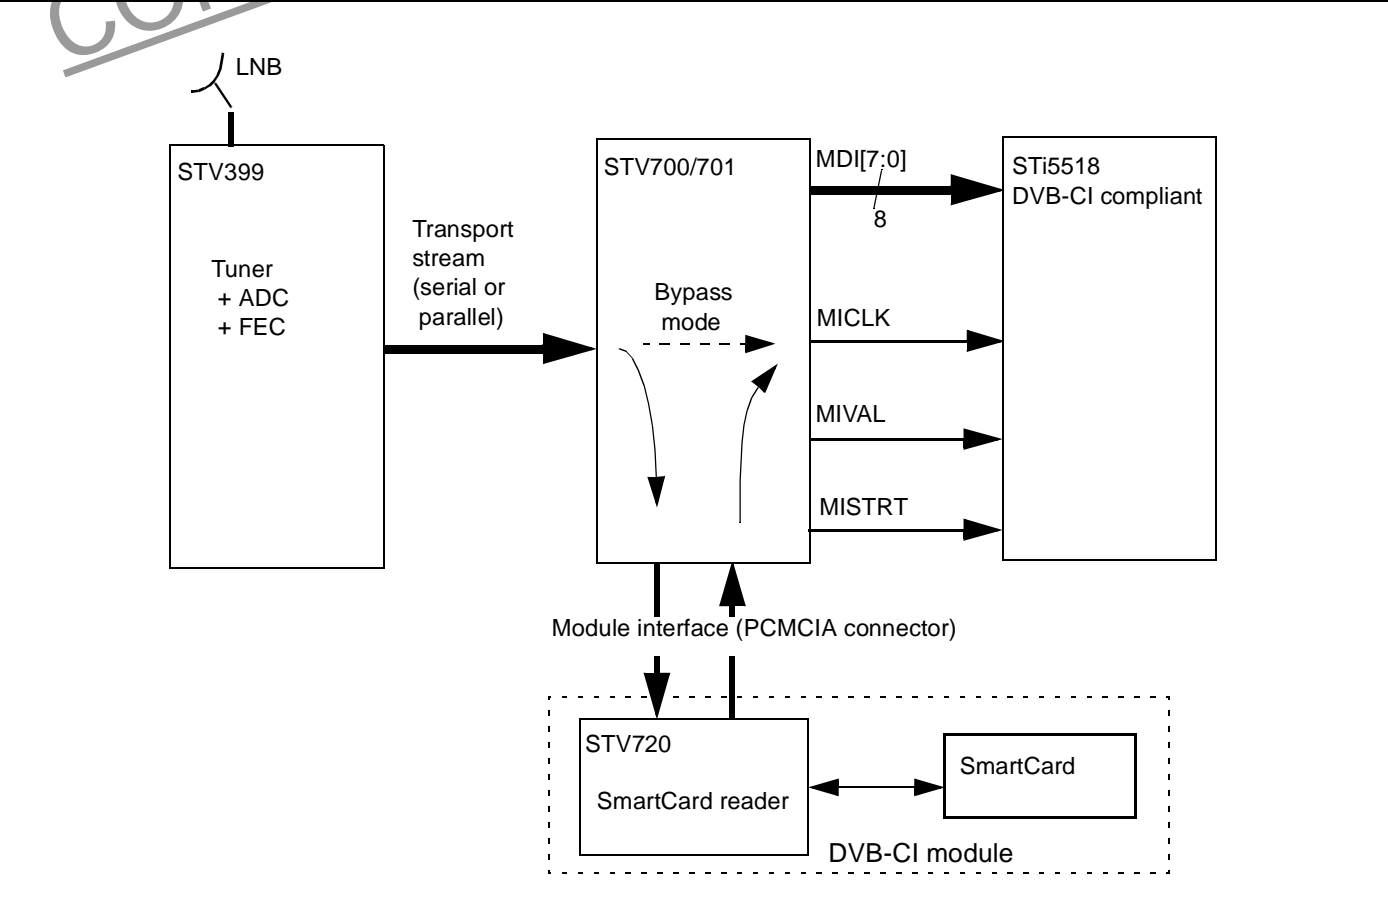 LNB
STV399
Tuner
+ ADC
+ FEC
Transport
stream
(serial or
parallel)
STV700/701
Bypass
mode
MDI[7:0]
8
MICLK
MIVAL
MISTRT
STi5518
DVB-CI compliant
Module interface (PCMCIA connector)
STV720
SmartCard reader
SmartCard
DVB-CI module